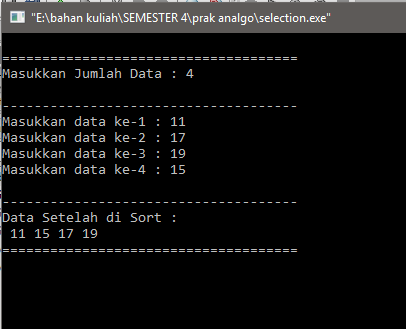 "E:\bahan kuliah\SEMESTER 4\prak analgo\selection.exe"
=====================================
Masukkan Jumlah Data : 4
-------------------------------------
Masukkan data ke-1 : 11
Masukkan data ke-2 : 17
Masukkan data ke-3 : 19
Masukkan data ke-4 : 15
-------------------------------------
Data Setelah di Sort :
11 15 17 19
=====================================